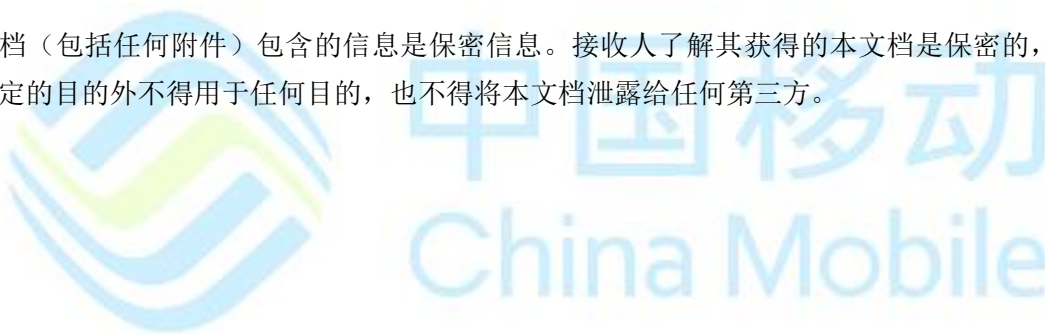 档（包括任何附件）包含的信息是保密信息。接收人了解其获得的本文档是保密的，
定的目的外不得用于任何目的，也不得将本文档泄露给任何第三方。
中国移动
China Mobile